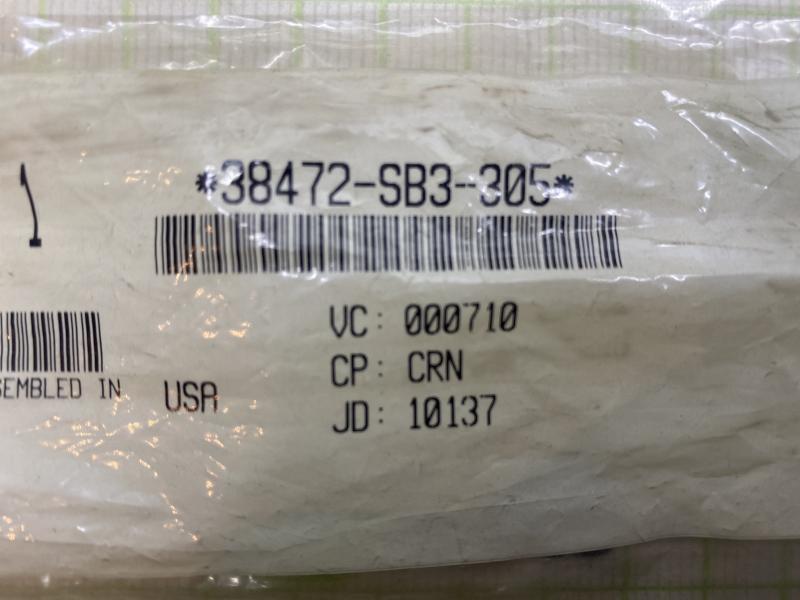 *38472-SB3-305*
VC: 000710
CP: CRN
SEMBLED IN USA
JD: 10137